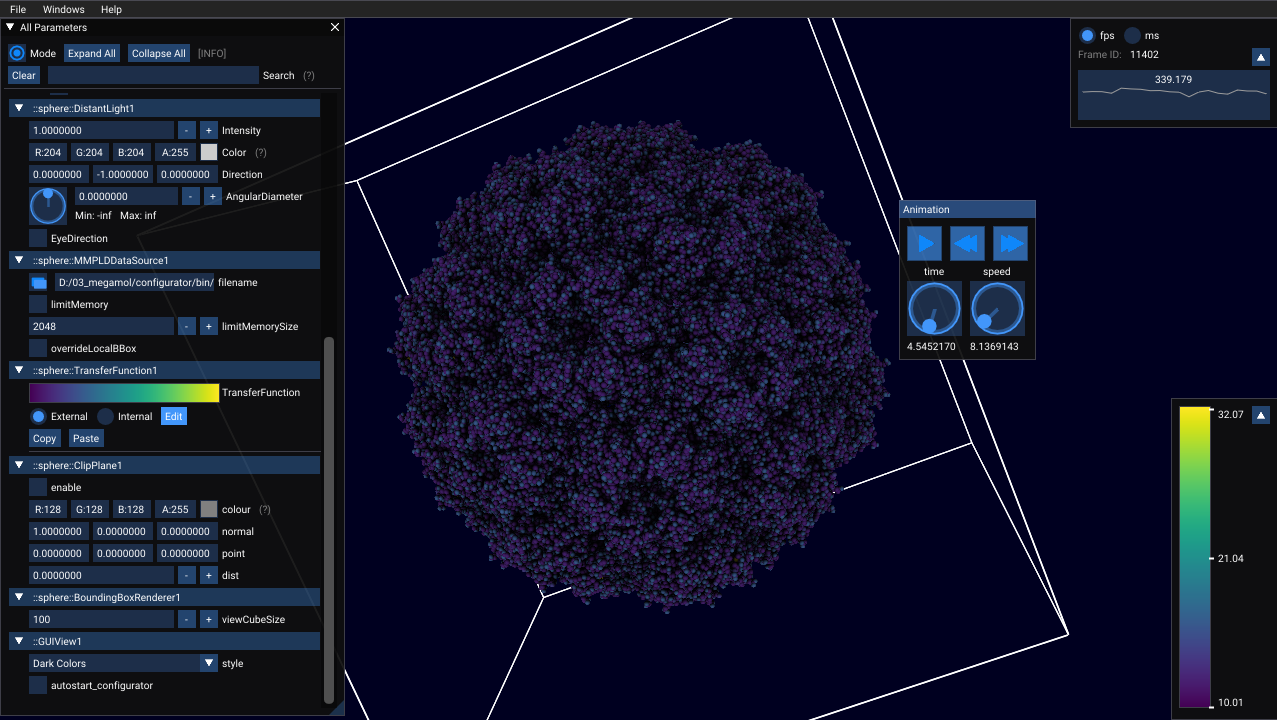 File Windows Help
All Parameters
Mode Expand All Collapse All [INFO]
Clear Search (?)
::sphere::DistantLight1
1.0000000 - + Intensity
R:204 G:204 B:204 A:255 Color (?)
0.0000000 -1.0000000 0.0000000 Direction
0.0000000 - + AngularDiameter
Min: -inf Max: inf
EyeDirection
::sphere::MMPLDDataSource1
D:/03_megamol/configurator/bin/ filename
limitMemory
2048 - + limitMemorySize
overrideLocalBBox
::sphere::TransferFunction1
TransferFunction
External Internal Edit
Copy Paste
::sphere::ClipPlane1
enable
R:128 G:128 B:128 A:255 colour (?)
1.0000000 0.0000000 0.0000000 normal
0.0000000 0.0000000 0.0000000 point
0.0000000 - + dist
::sphere::BoundingBoxRenderer1
100 - + viewCubeSize
::GUIView1
Dark Colors style
autostart_configurator
fps ms
Frame ID: 11402
339.179
Animation
time speed
4.5452170 8.1369143
32.07
21.04
10.01